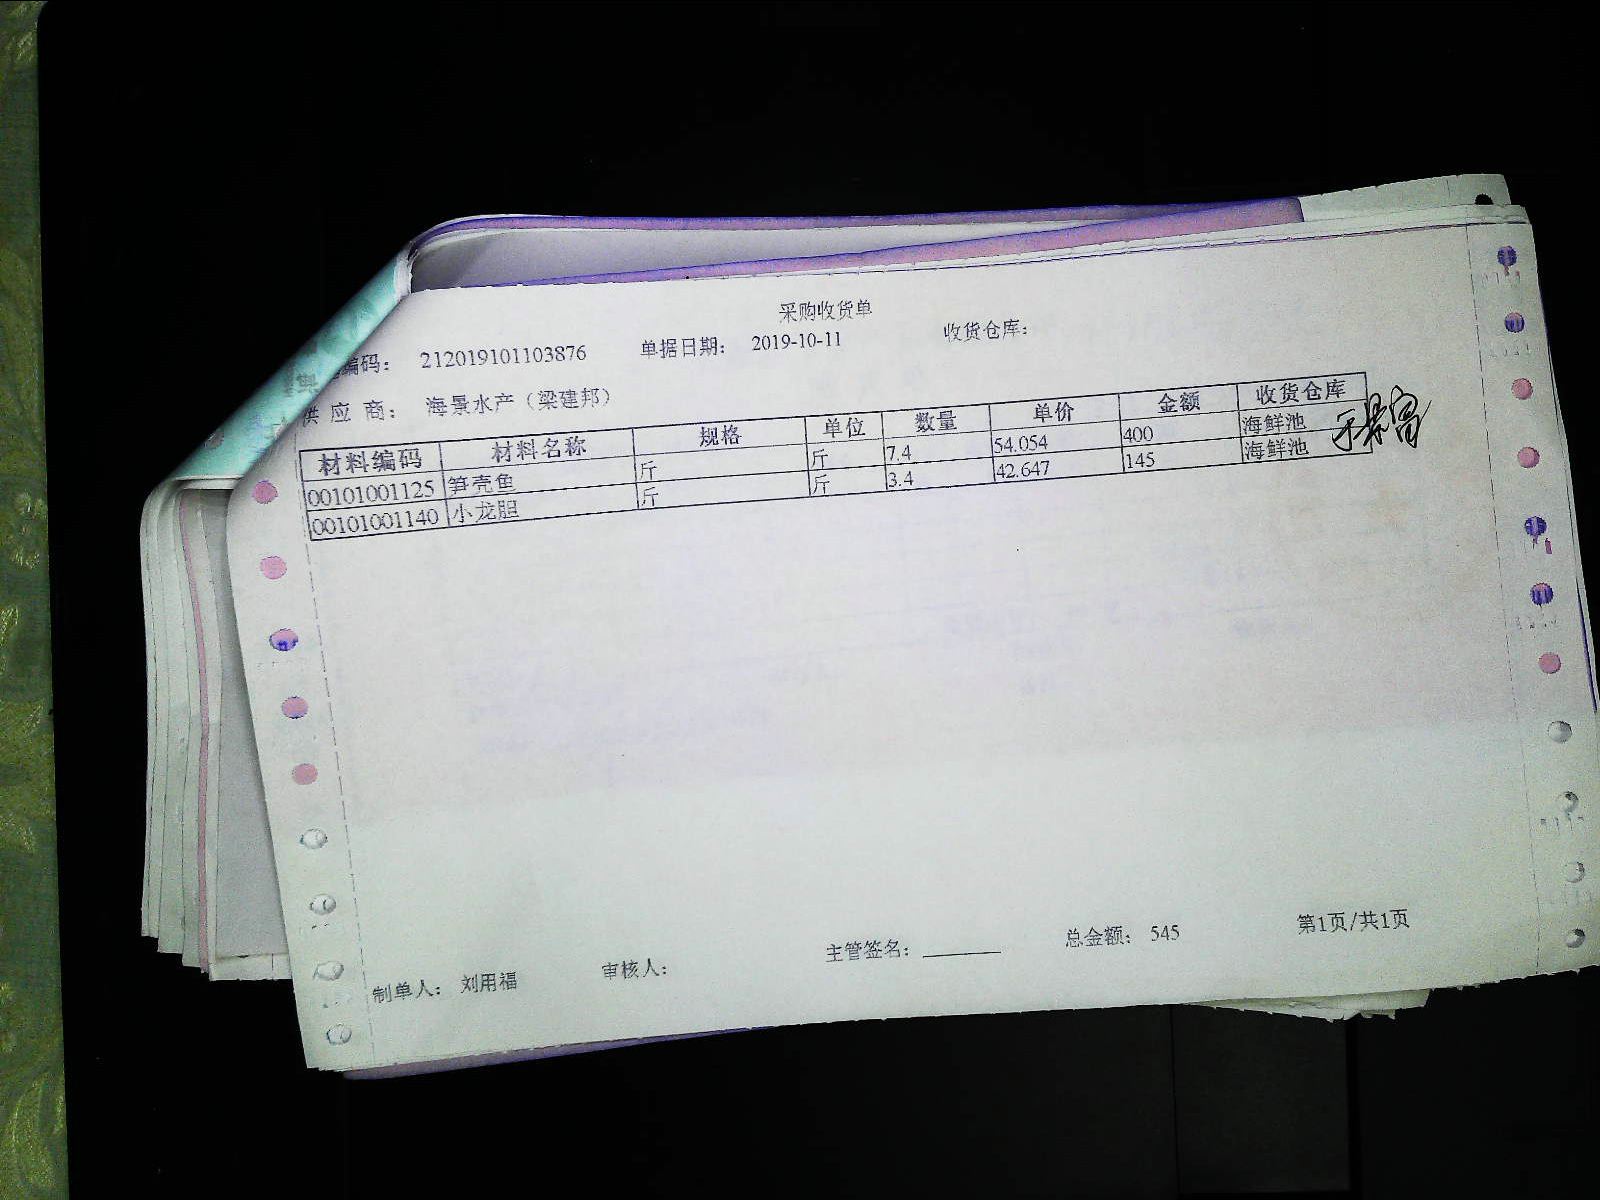 采购收货单
编码： 212019101103876 单据日期： 2019-10-11 收货仓库：
供 应 商： 海景水产（梁建邦）
材料编码 材料名称 规格 单位 数量 单价 金额 收货仓库
00101001125 笋壳鱼 斤 斤 7.4 54.054 400 海鲜池
00101001140 小龙胆 斤 斤 3.4 42.647 145 海鲜池
制单人： 刘用福 审核人： 主管签名： 总金额： 545 第1页/共1页